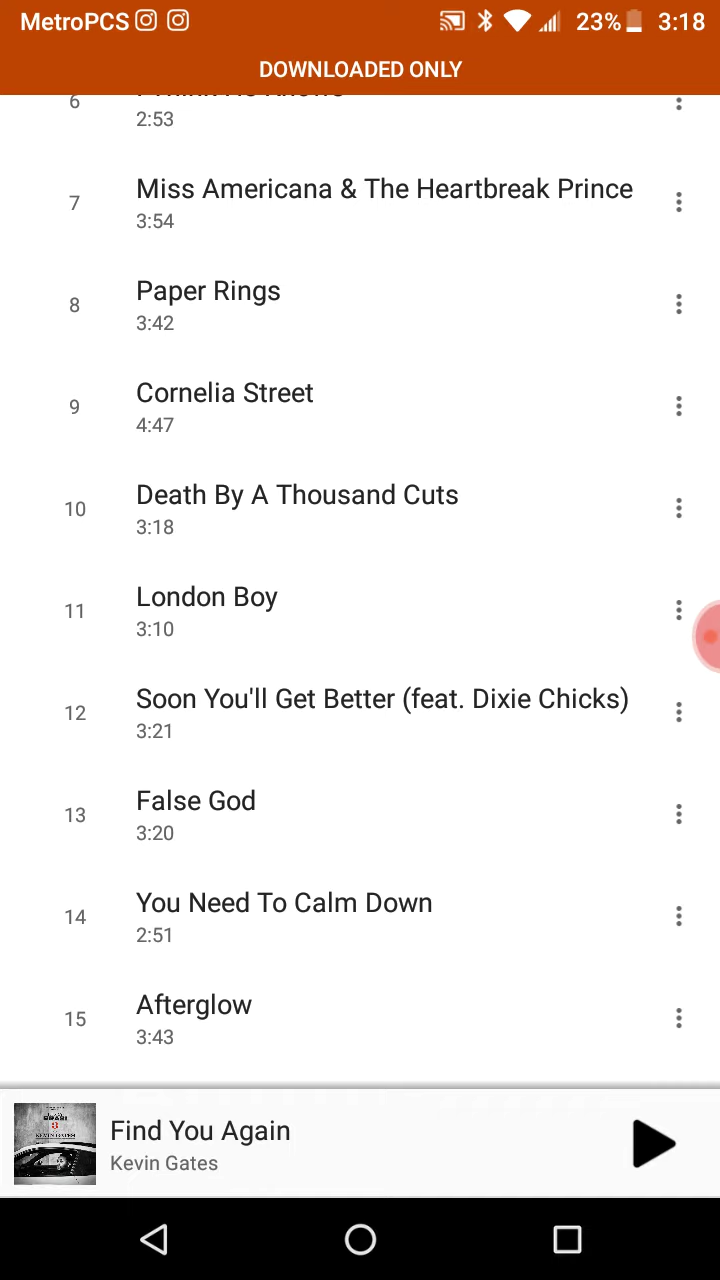 MetroPCS 23% 3:18
DOWNLOADED ONLY
6
2:53
7 Miss Americana & The Heartbreak Prince
3:54
8 Paper Rings
3:42
9 Cornelia Street
4:47
10 Death By A Thousand Cuts
3:18
11 London Boy
3:10
12 Soon You'll Get Better (feat. Dixie Chicks)
3:21
13 False God
3:20
14 You Need To Calm Down
2:51
15 Afterglow
3:43
KEVIN GATES
Find You Again
Kevin Gates